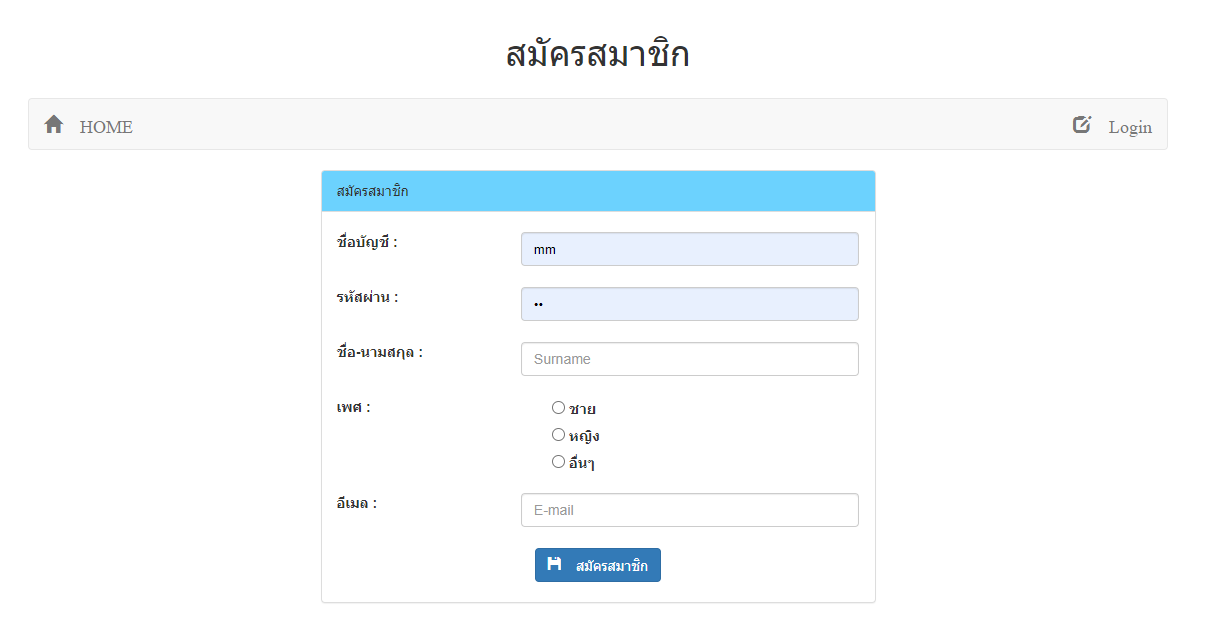 สมัครสมาชิก
HOME
Login
สมัครสมาชิก
ชื่อบัญชี :
mm
รหัสผ่าน :
••
ชื่อ-นามสกุล :
Surname
เพศ :
ชาย
หญิง
อื่นๆ
อีเมล :
E-mail
สมัครสมาชิก